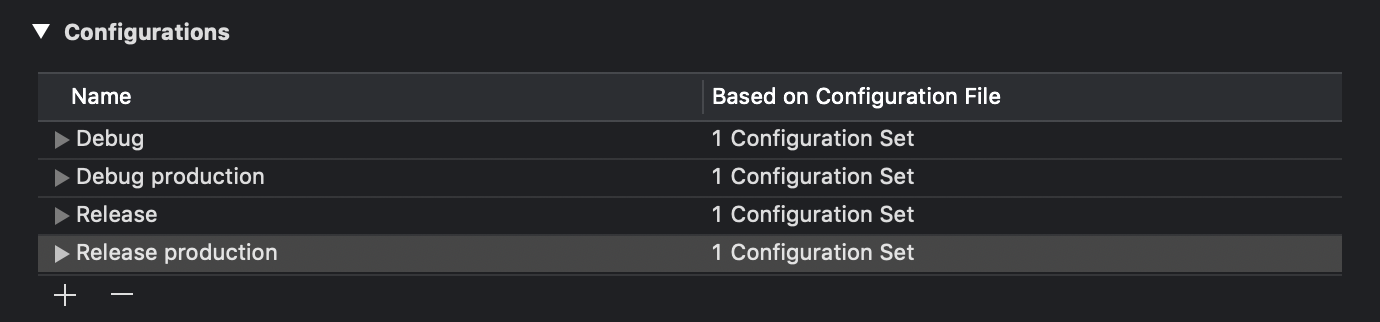 Configurations
Name Based on Configuration File
Debug 1 Configuration Set
Debug production 1 Configuration Set
Release 1 Configuration Set
Release production 1 Configuration Set